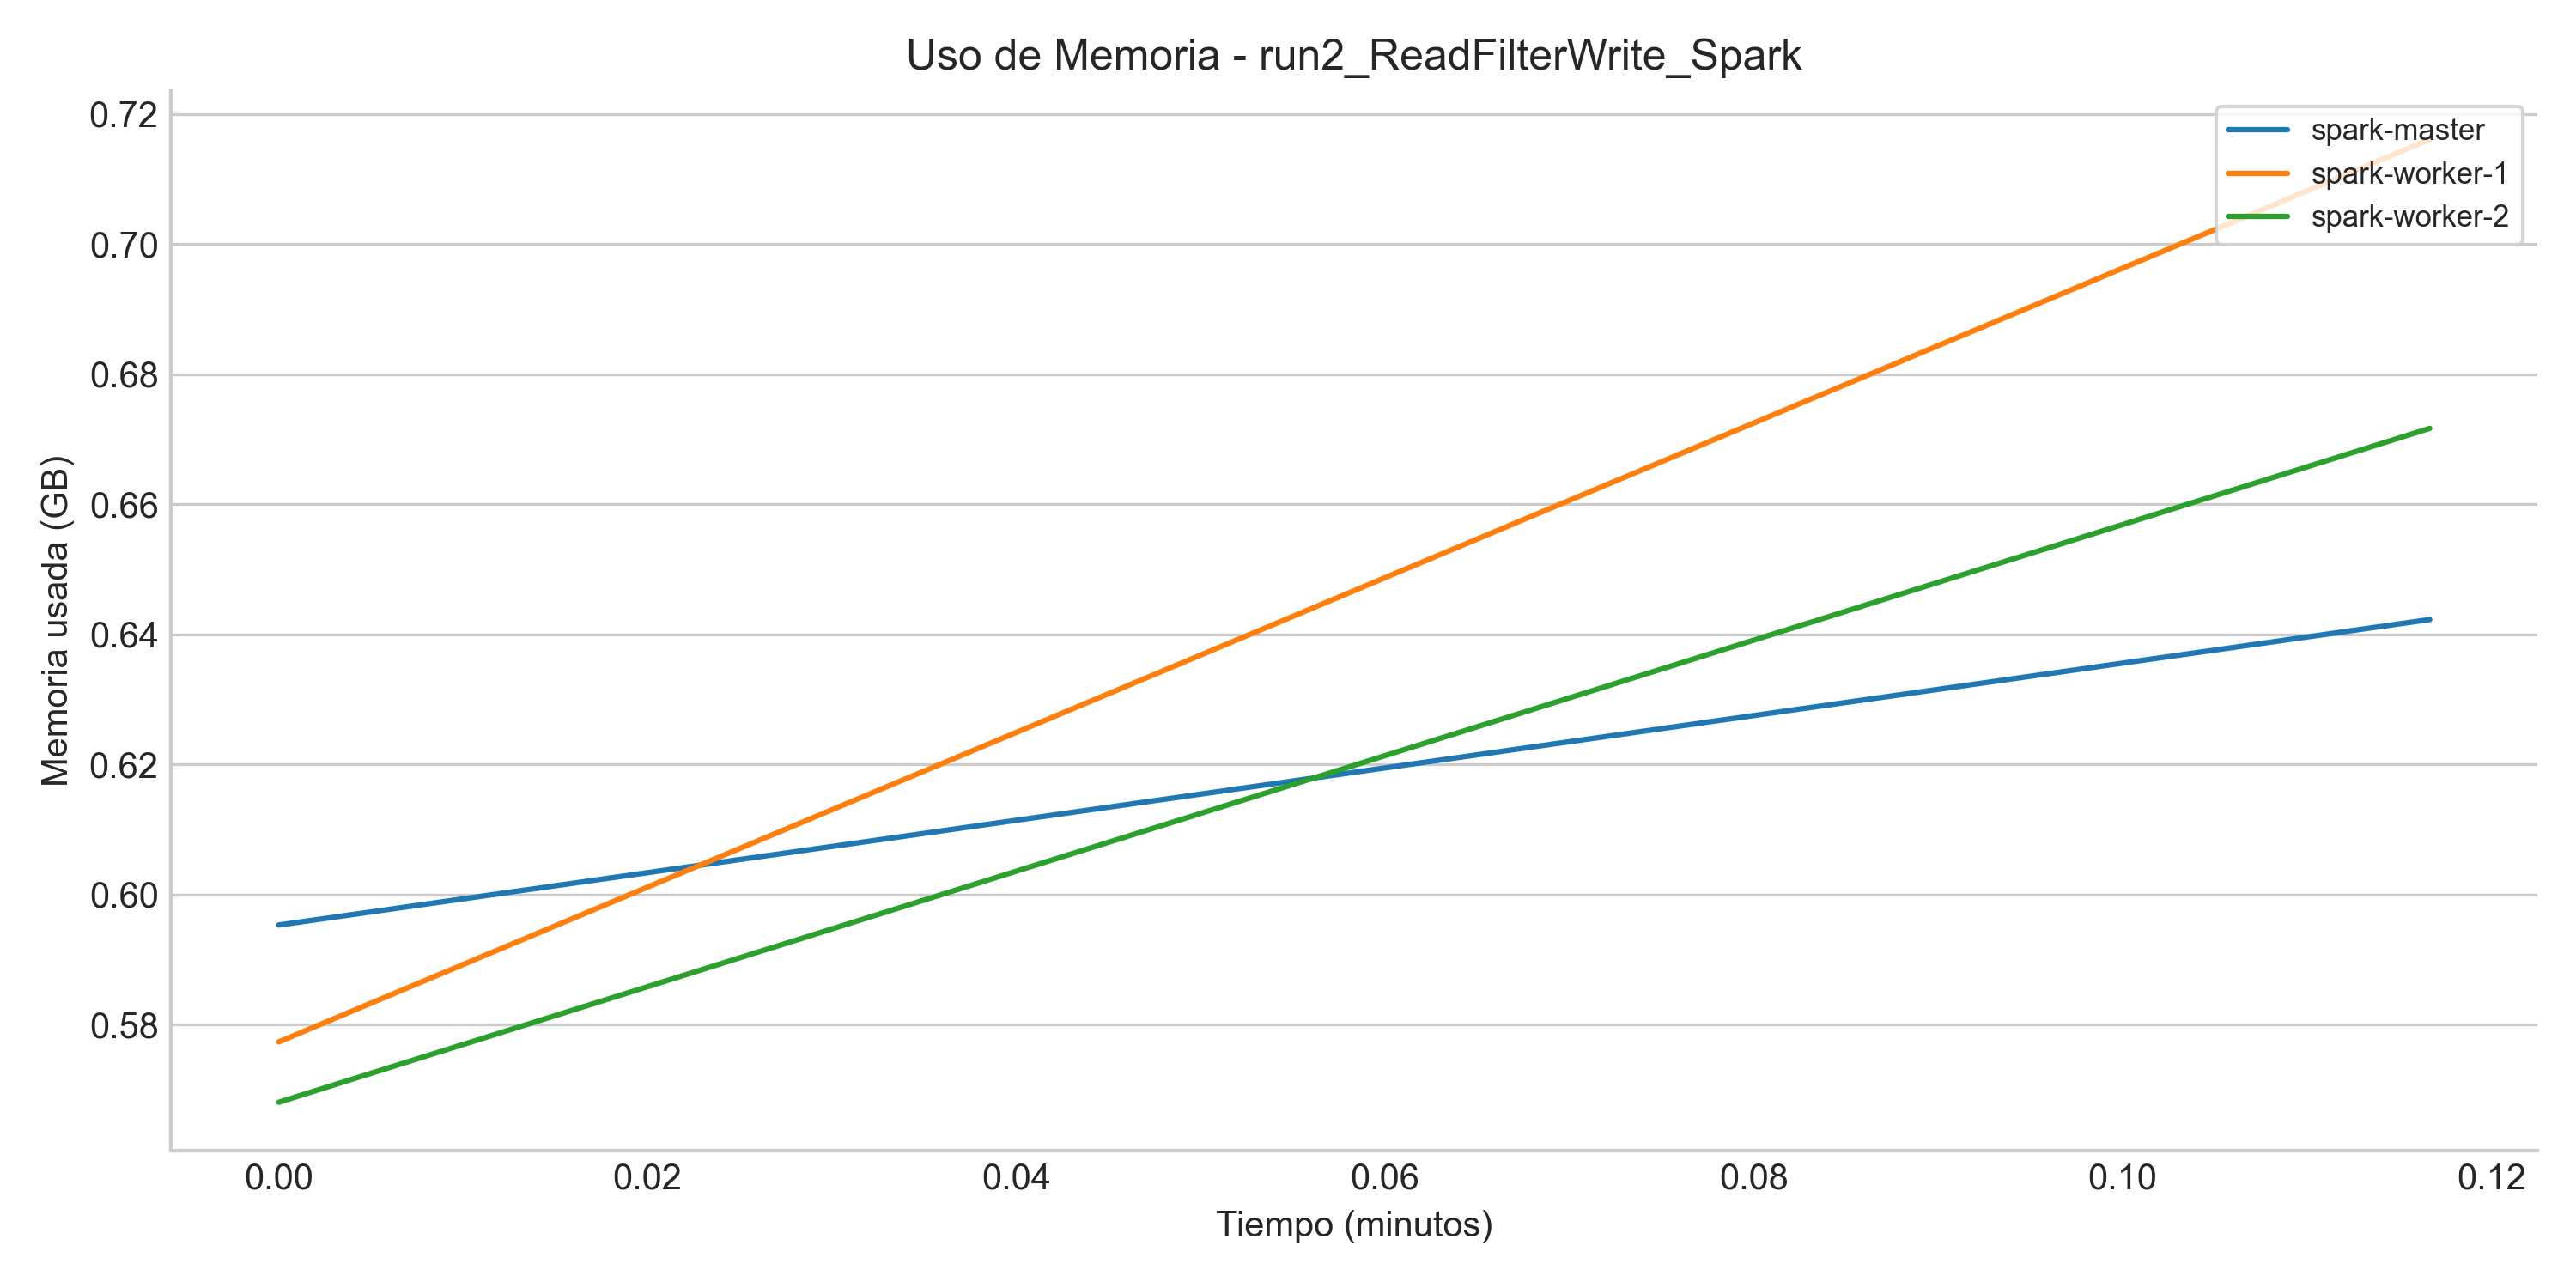 Uso de Memoria - run2_ReadFilterWrite_Spark
0.72
0.70
0.68
0.66
0.64
0.62
0.60
0.58
Memoria usada (GB)
spark-master
spark-worker-1
spark-worker-2
0.00 0.02 0.04 0.06 0.08 0.10 0.12
Tiempo (minutos)